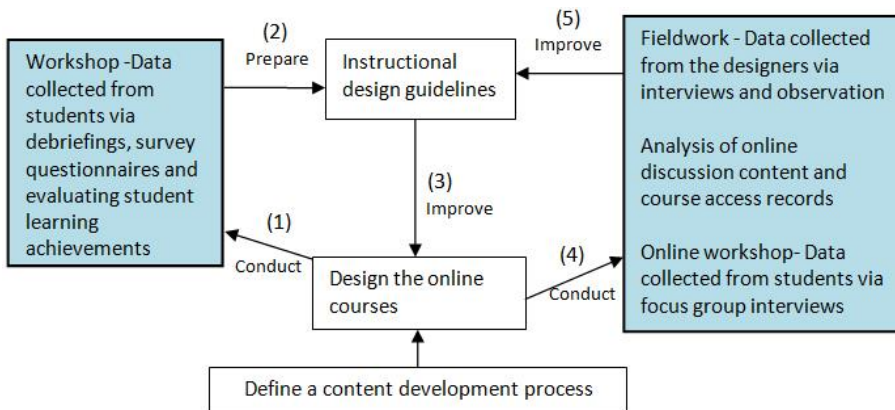 Workshop -Data
collected from
students via
debriefings, survey
questionnaires and
evaluating student
learning
achievements
(2)
Prepare
Instructional
design guidelines
(5)
Improve
Fieldwork - Data collected
from the designers via
interviews and observation
Analysis of online
discussion content and
course access records
Online workshop- Data
collected from students via
focus group interviews
(3)
Improve
(1)
Conduct
Design the online
courses
(4)
Conduct
Define a content development process